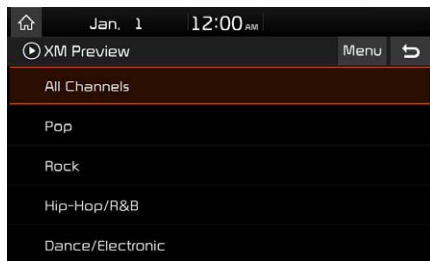 Jan. 1 12:00 AM
XM Preview Menu
All Channels
Pop
Rock
Hip-Hop/R&B
Dance/Electronic